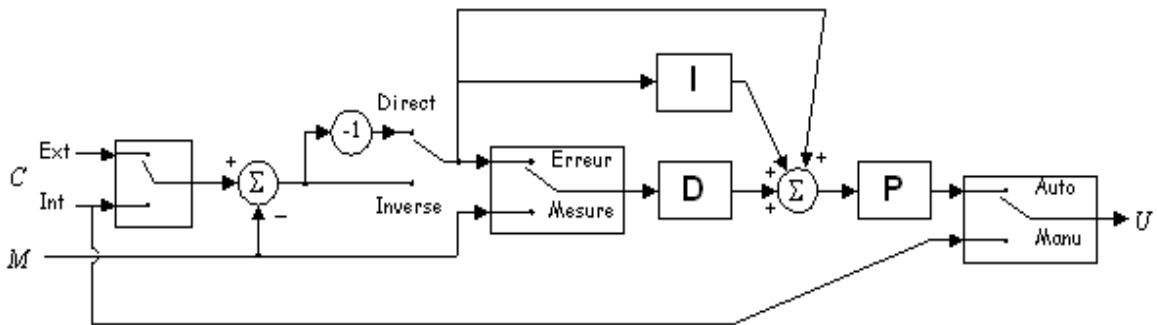 I
Direct
-1
Ext
C
Int
+
Σ
−
Inverse
Erreur
Mesure
D
+
+
+
Σ
P
Auto
Manu
U
M